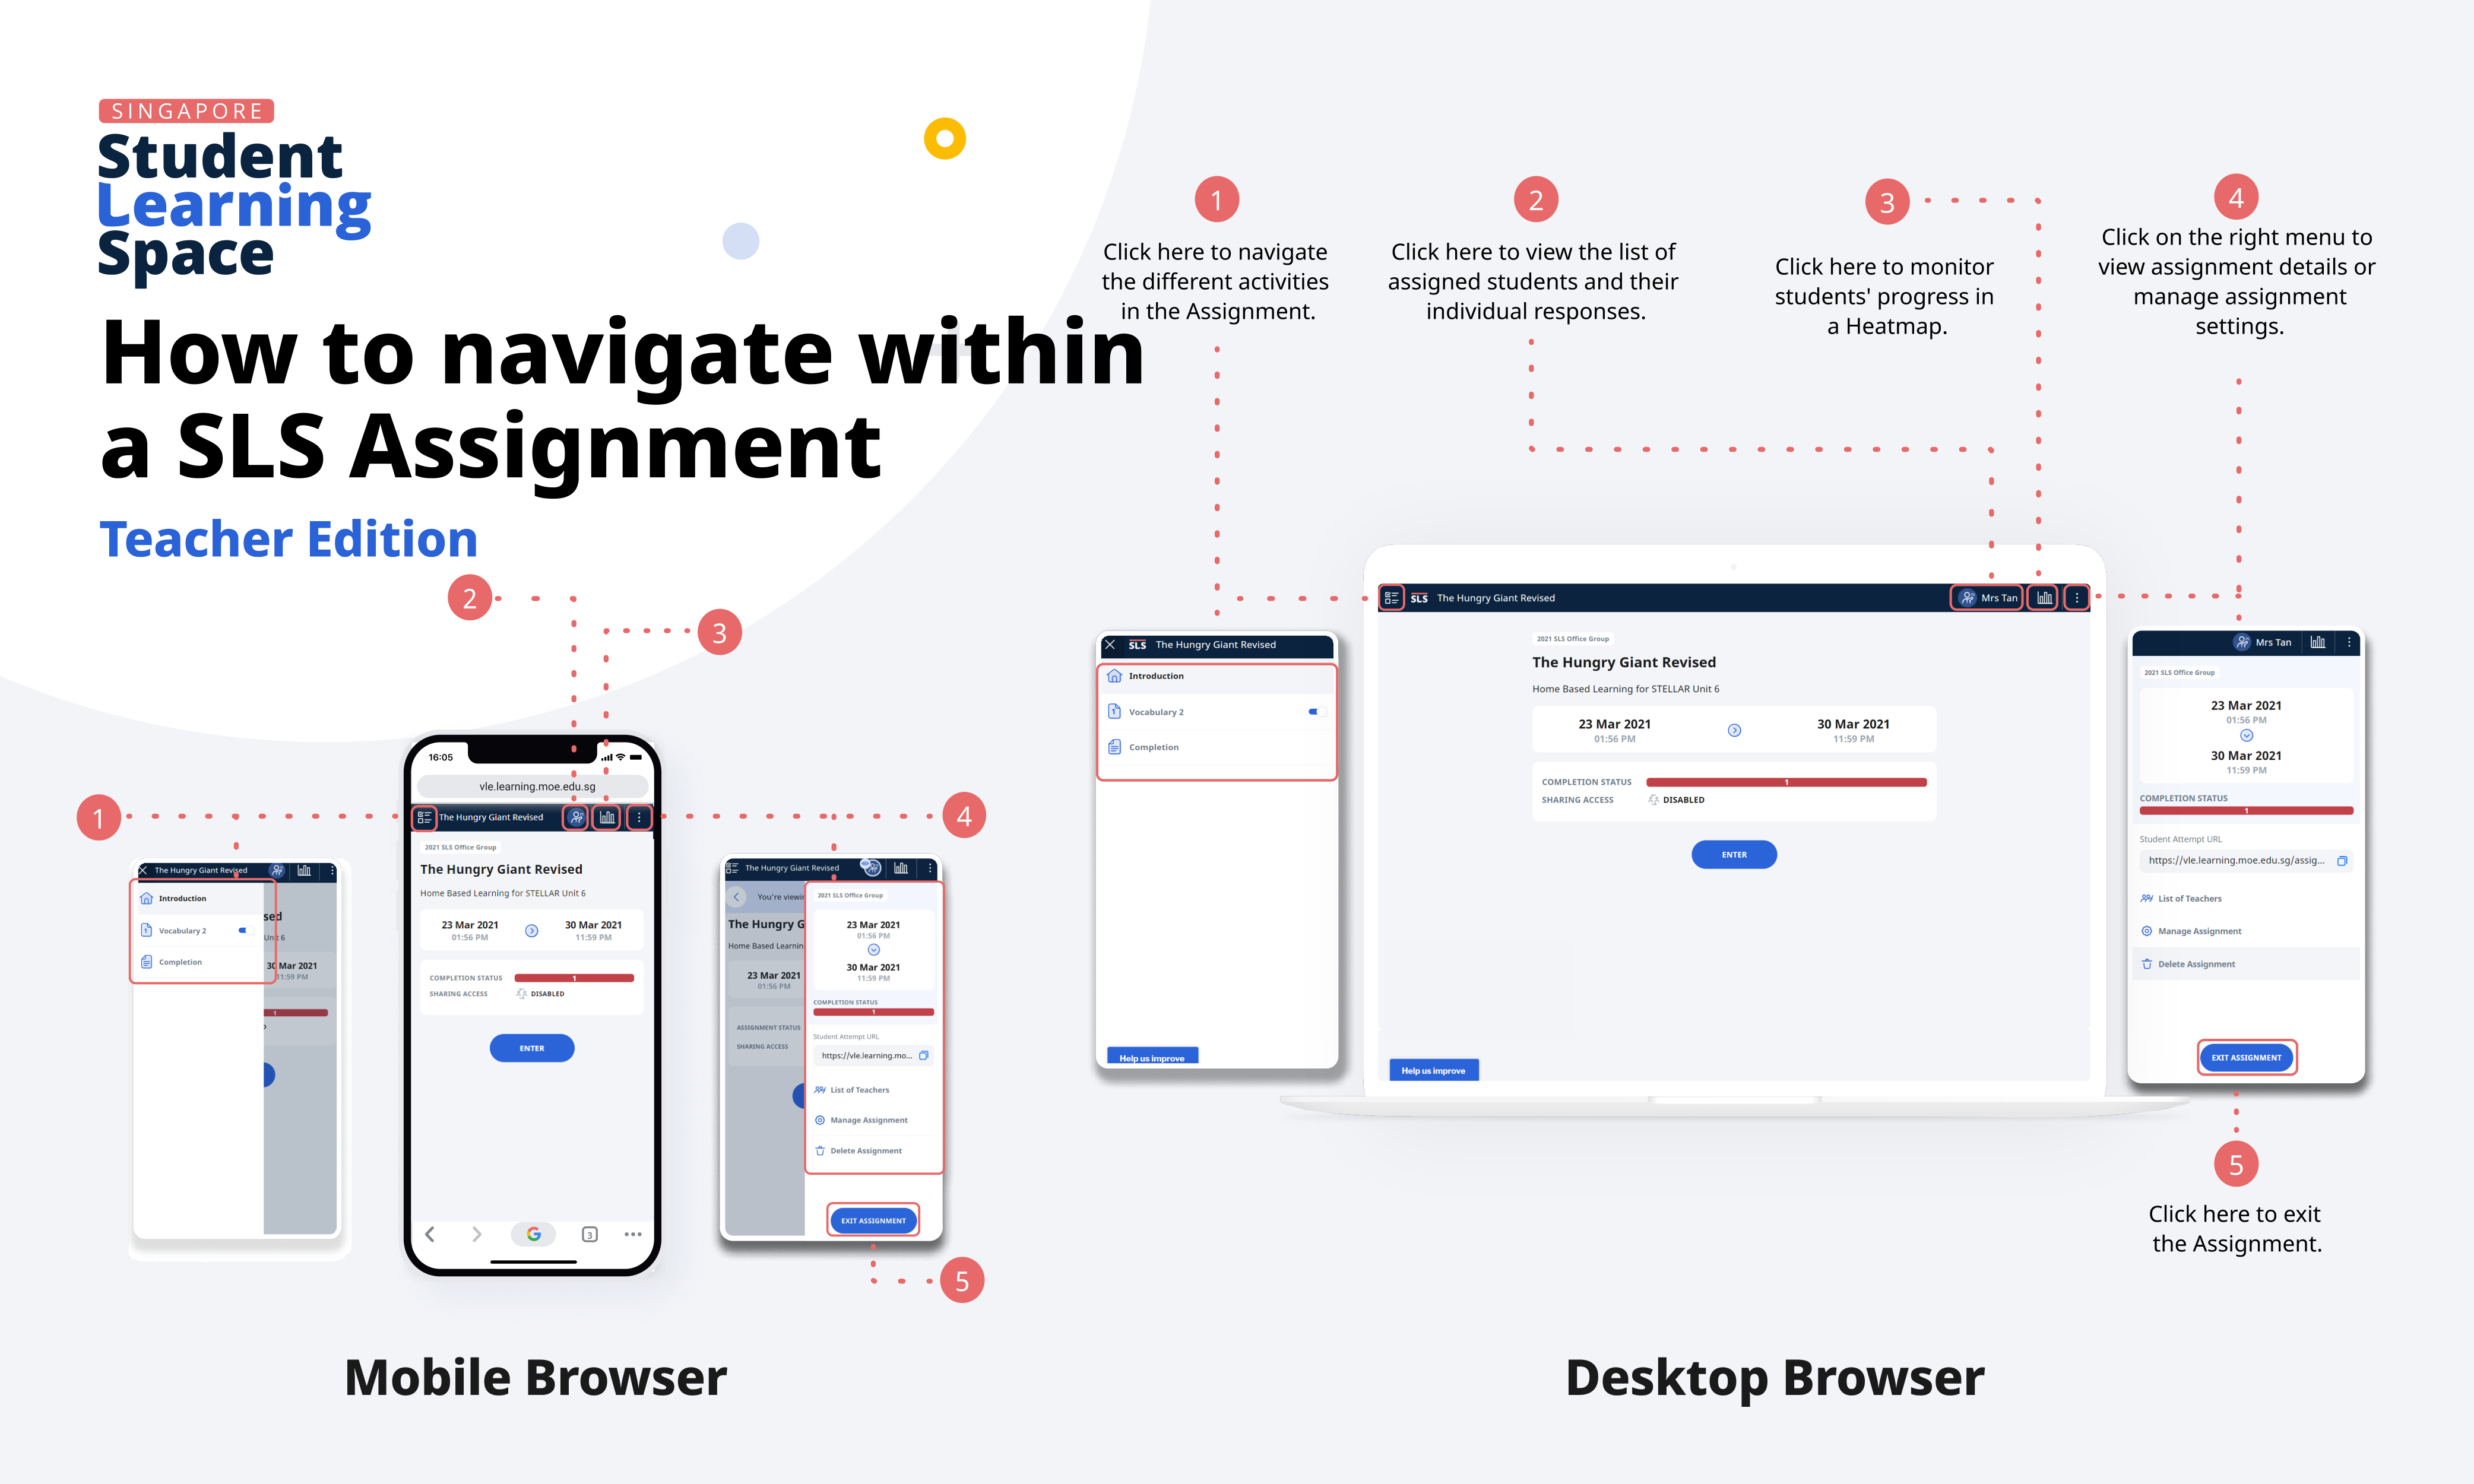 SINGAPORE
Student
Learning
Space
How to navigate within
a SLS Assignment
Teacher Edition
1
Click here to navigate
the different activities
in the Assignment.
2
Click here to view the list of
assigned students and their
individual responses.
3
Click here to monitor
students' progress in
a Heatmap.
4
Click on the right menu to
view assignment details or
manage assignment
settings.
2
3
1
4
The Hungry Giant Revised
Introduction
1
Vocabulary 2
Completion
sed
Unit 6
30 Mar 2021
11:59 PM
1
16:05
vle.learning.moe.edu.sg
The Hungry Giant Revised
2021 SLS Office Group
The Hungry Giant Revised
Home Based Learning for STELLAR Unit 6
23 Mar 2021
30 Mar 2021
01:56 PM
11:59 PM
COMPLETION STATUS
1
SHARING ACCESS
DISABLED
ENTER
G
3
The Hungry Giant Revised
You're viewin
The Hungry G
Home Based Learnin
23 Mar 2021
01:56 PM
ASSIGNMENT STATUS
SHARING ACCESS
2021 SLS Office Group
23 Mar 2021
01:56 PM
30 Mar 2021
11:59 PM
COMPLETION STATUS
1
Student Attempt URL
https://vle.learning.mo...
List of Teachers
Manage Assignment
Delete Assignment
EXIT ASSIGNMENT
5
Mobile Browser
SLS The Hungry Giant Revised
Introduction
1
Vocabulary 2
Completion
Help us improve
SLS The Hungry Giant Revised
Mrs Tan
2021 SLS Office Group
The Hungry Giant Revised
Home Based Learning for STELLAR Unit 6
23 Mar 2021
30 Mar 2021
01:56 PM
11:59 PM
COMPLETION STATUS
1
SHARING ACCESS
DISABLED
ENTER
Help us improve
Mrs Tan
2021 SLS Office Group
23 Mar 2021
01:56 PM
30 Mar 2021
11:59 PM
COMPLETION STATUS
1
Student Attempt URL
https://vle.learning.moe.edu.sg/assig...
List of Teachers
Manage Assignment
Delete Assignment
EXIT ASSIGNMENT
5
Click here to exit
the Assignment.
Desktop Browser